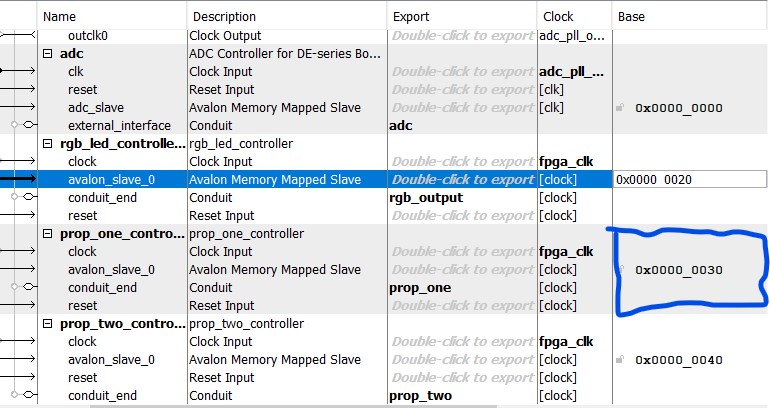 Name Description Export Clock Base
outclk0 Clock Output Double-click to export adc_pll_o...
adc ADC Controller for DE-series Bo...
clk Clock Input Double-click to export adc_pll_...
reset Reset Input Double-click to export [clk]
adc_slave Avalon Memory Mapped Slave Double-click to export [clk] 0x0000_0000
external_interface Conduit adc
rgb_led_controlle... rgb_led_controller
clock Clock Input Double-click to export fpga_clk
avalon_slave_0 Avalon Memory Mapped Slave Double-click to export [clock] 0x0000_0020
conduit_end Conduit rgb_output [clock]
reset Reset Input Double-click to export [clock]
prop_one_contro... prop_one_controller
clock Clock Input Double-click to export fpga_clk
avalon_slave_0 Avalon Memory Mapped Slave Double-click to export [clock] 0x0000_0030
conduit_end Conduit prop_one [clock]
reset Reset Input Double-click to export [clock]
prop_two_contro... prop_two_controller
clock Clock Input Double-click to export fpga_clk
avalon_slave_0 Avalon Memory Mapped Slave Double-click to export [clock] 0x0000_0040
reset Reset Input Double-click to export [clock]
conduit_end Conduit prop_two [clock]